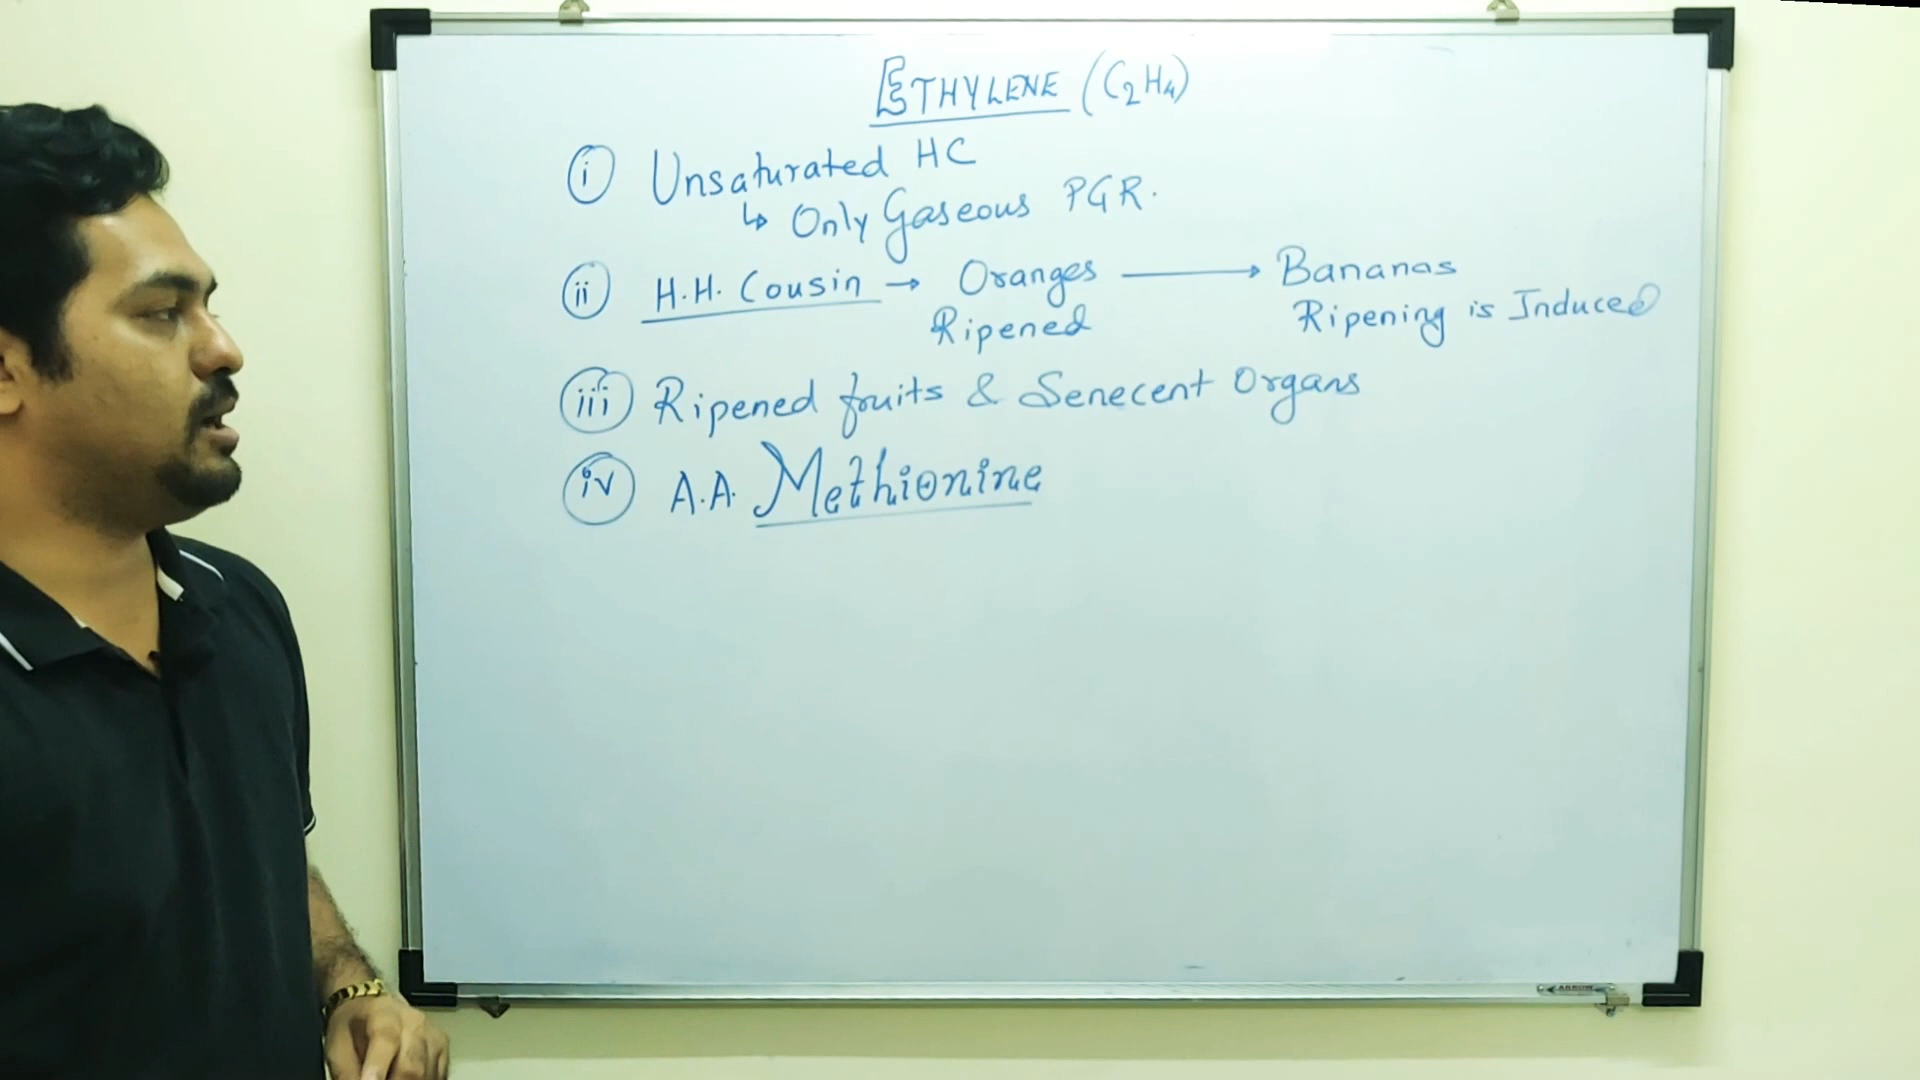 ETHYLENE (C₂H₄)
i Unsaturated HC
↳ Only Gaseous PGR.
ii H.H. Cousin → Oranges Ripened → Bananas Ripening is Induced
iii Ripened fruits & Senecent Organs
iv A.A. Methionine
ARROW